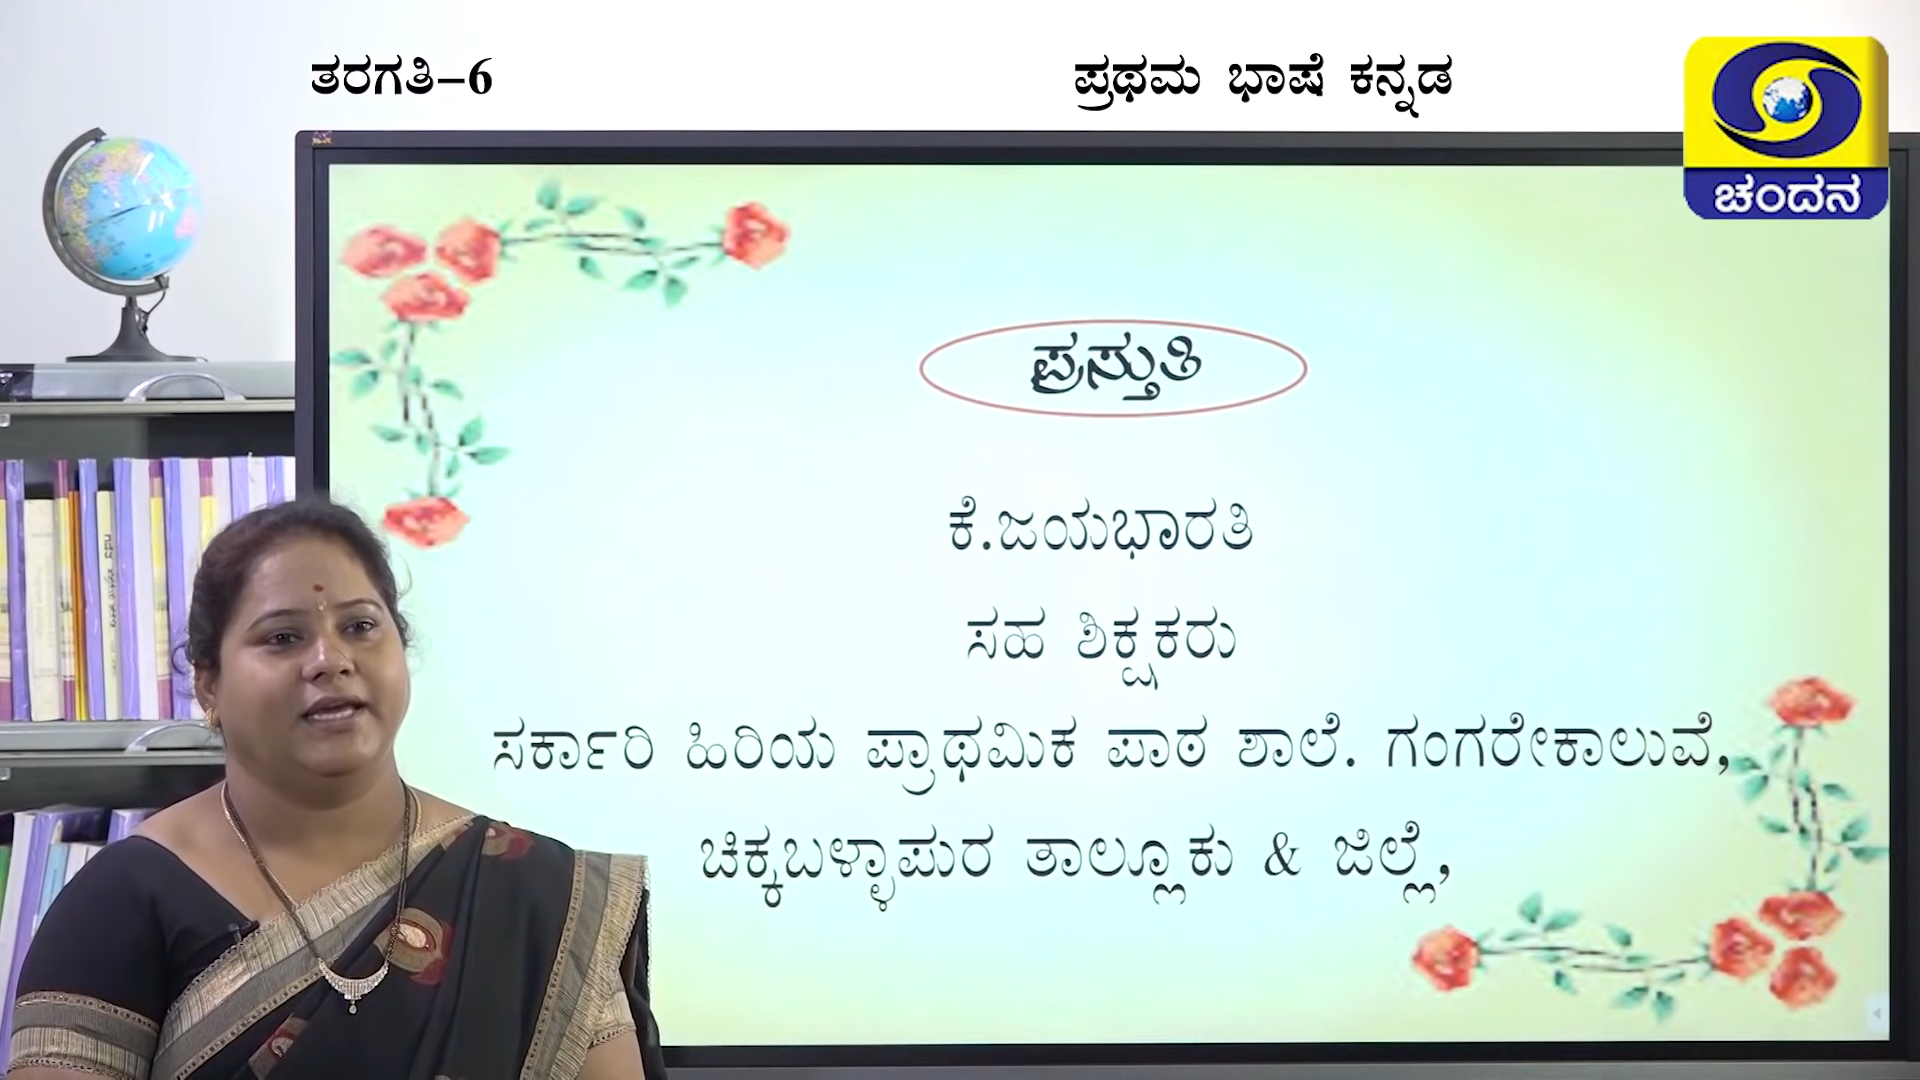 ತರಗತಿ-6
ಪ್ರಥಮ ಭಾಷೆ ಕನ್ನಡ
ಚಂದನ
ಪ್ರಸ್ತುತಿ
ಕೆ.ಜಯಭಾರತಿ
ಸಹ ಶಿಕ್ಷಕರು
ಸರ್ಕಾರಿ ಹಿರಿಯ ಪ್ರಾಥಮಿಕ ಪಾಠ ಶಾಲೆ. ಗಂಗರೇಕಾಲುವೆ,
ಚಿಕ್ಕಬಳ್ಳಾಪುರ ತಾಲ್ಲೂಕು & ಜಿಲ್ಲೆ,